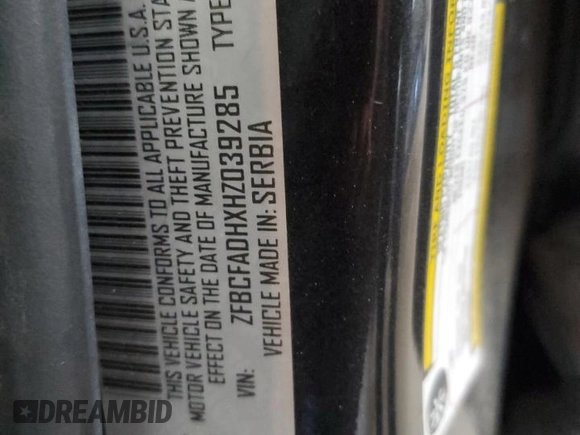 THIS VEHICLE CONFORMS TO ALL APPLICABLE U.S.A.
MOTOR VEHICLE SAFETY AND THEFT PREVENTION STA
EFFECT ON THE DATE OF MANUFACTURE SHOWN
VIN: ZFBCFADHXHZ039285 TYPE
VEHICLE MADE IN: SERBIA
DREAMBID